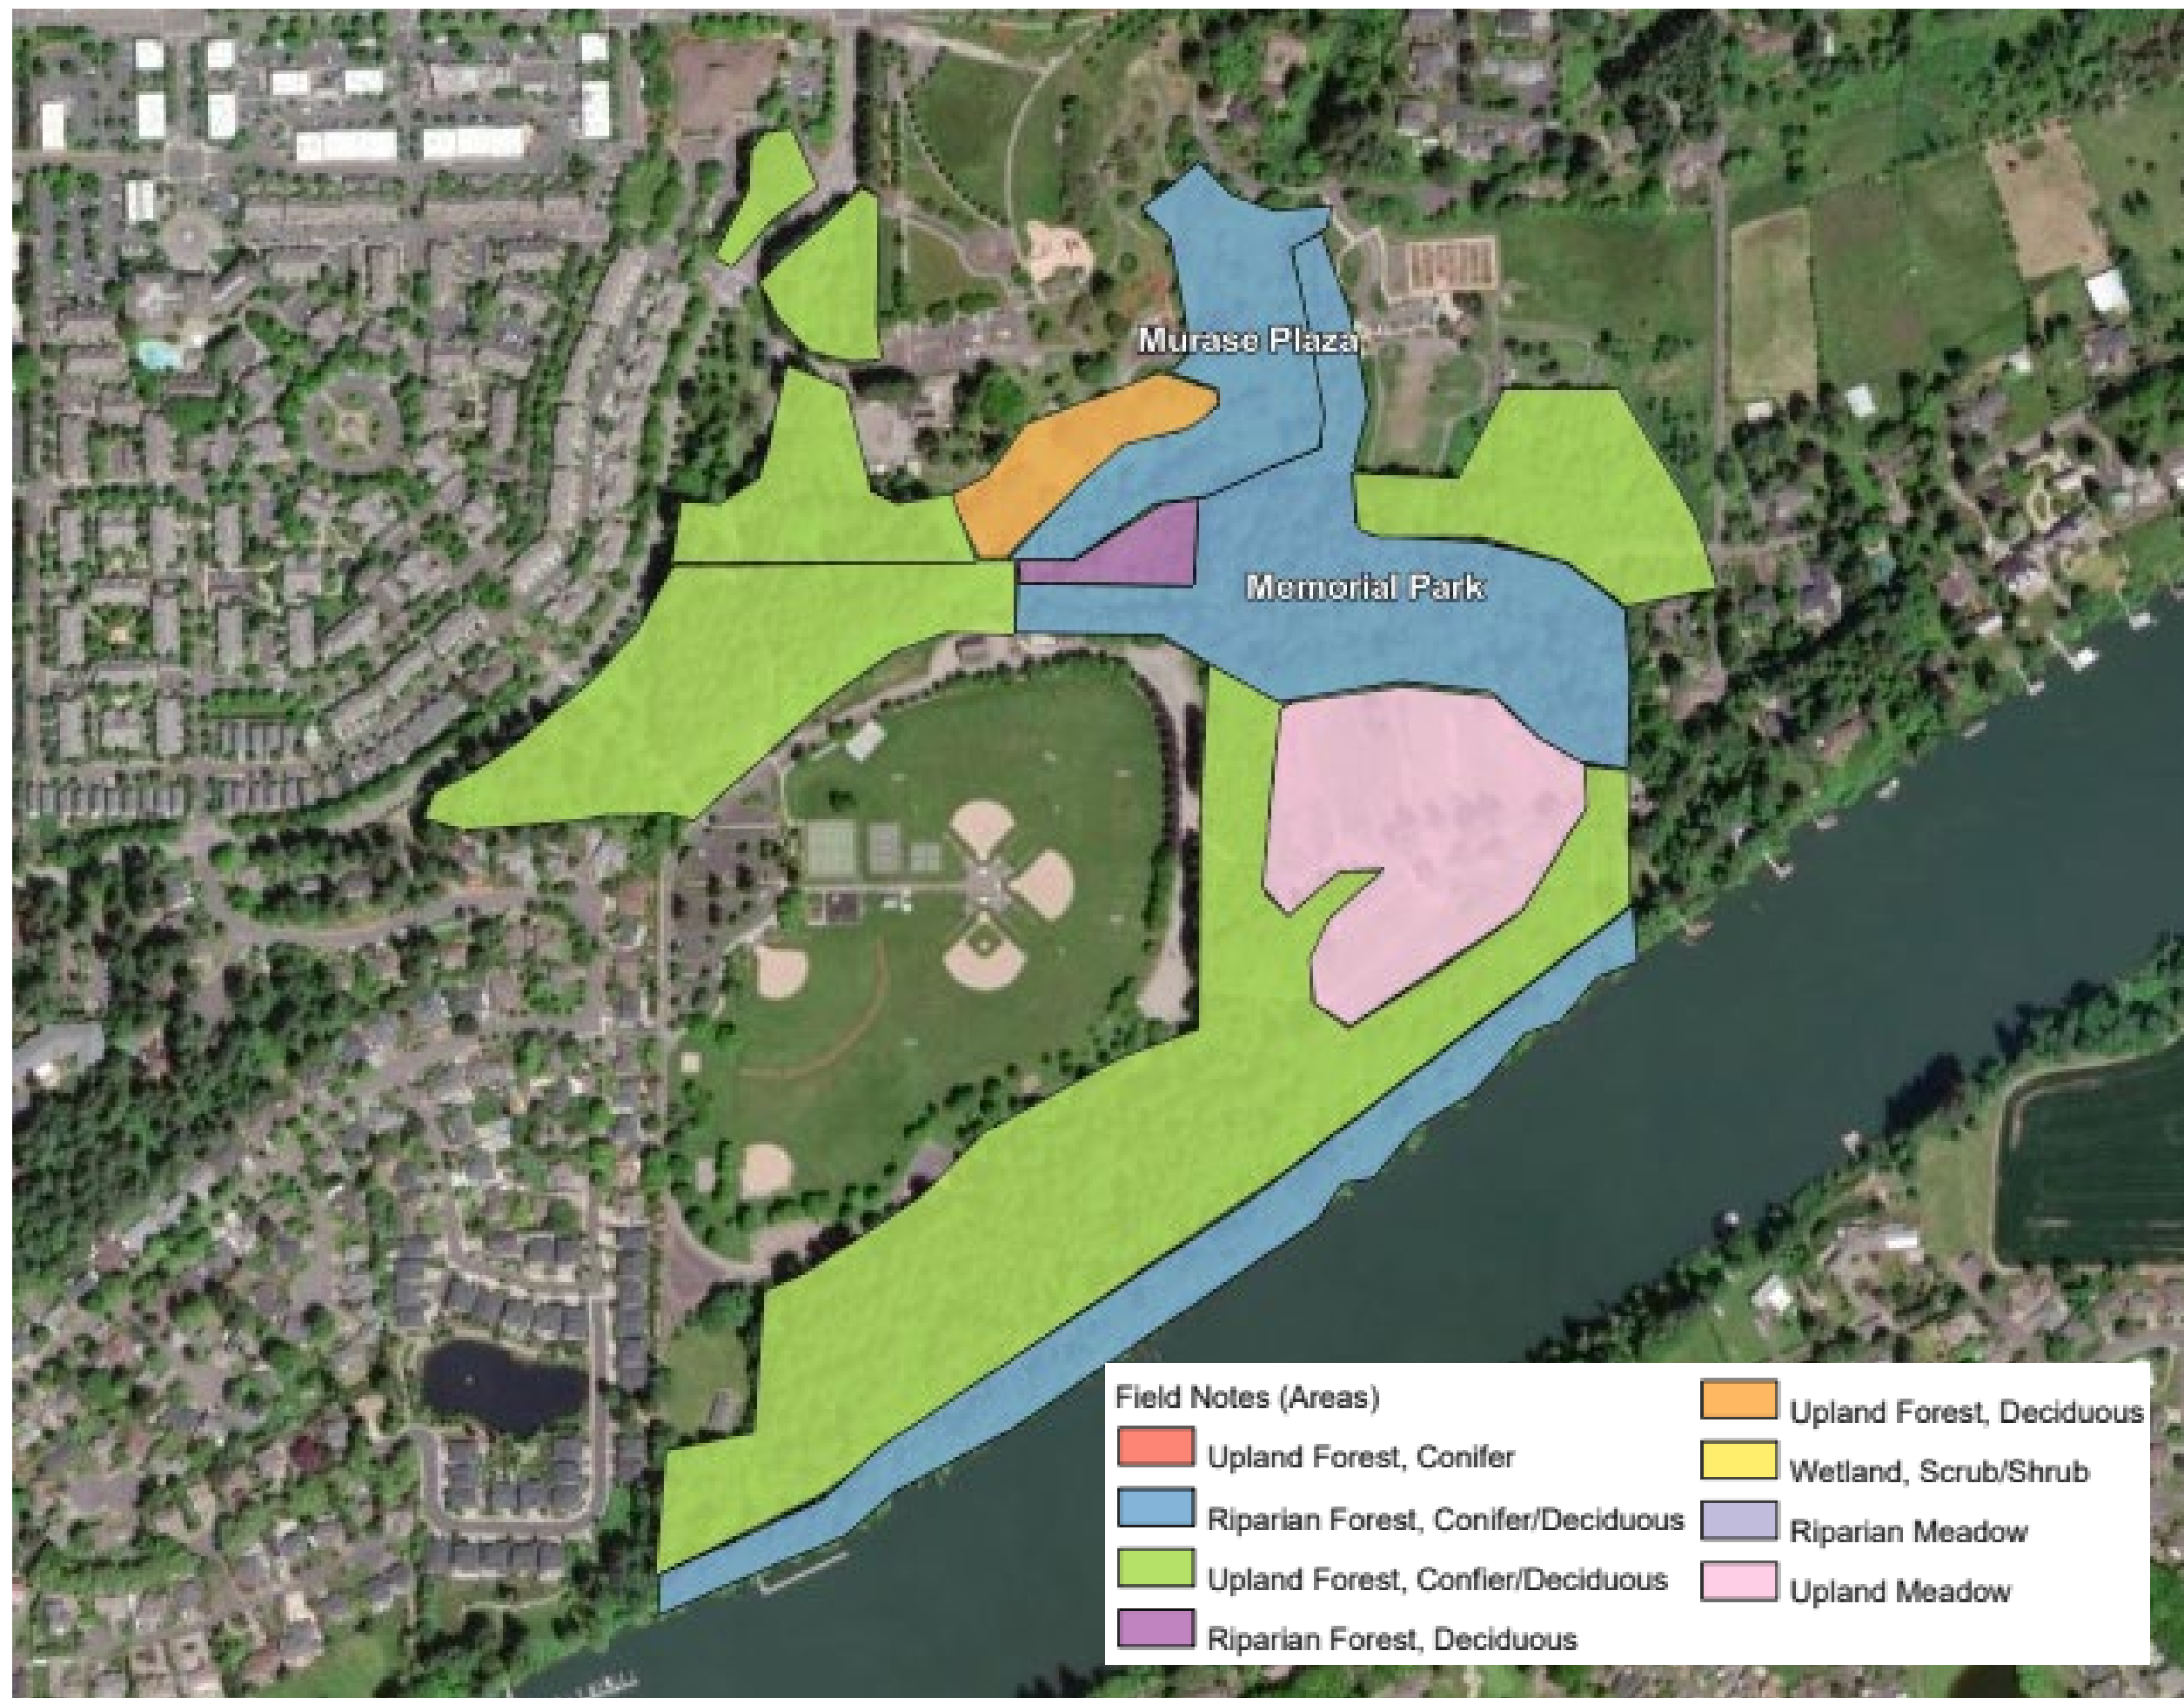 Murase Plaza
Memorial Park
Field Notes (Areas)
Upland Forest, Conifer
Riparian Forest, Conifer/Deciduous
Upland Forest, Confier/Deciduous
Riparian Forest, Deciduous
Upland Forest, Deciduous
Wetland, Scrub/Shrub
Riparian Meadow
Upland Meadow